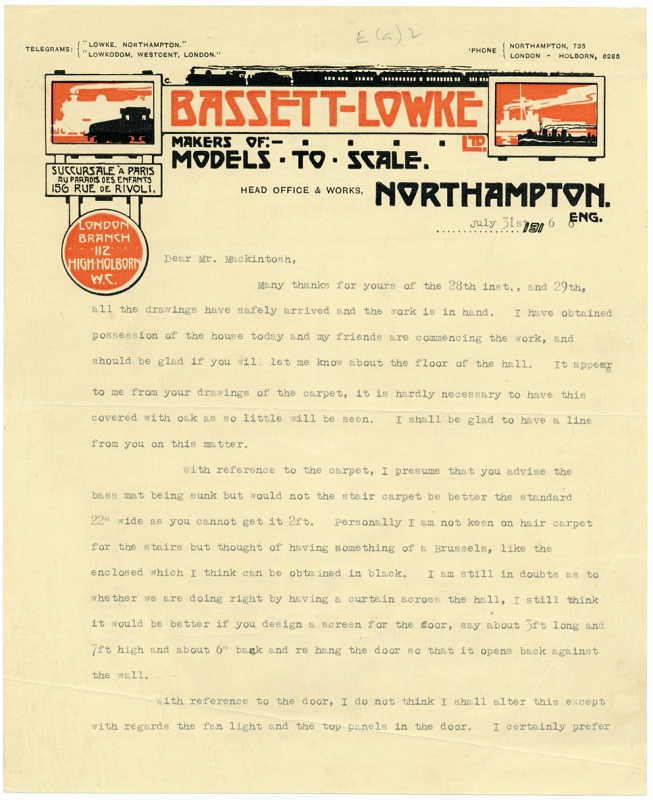 E(a)2
TELEGRAMS: { "LOWKE, NORTHAMPTON."
"LOWKODOM, WESTCENT, LONDON."
'PHONE { NORTHAMPTON, 735
LONDON - HOLBORN, 6285
BASSETT-LOWKE
LTD.
MAKERS OF:-
MODELS · TO · SCALE.
SUCCURSALE À PARIS
AU PARADIS DES ENFANTS
156 RUE DE RIVOLI.
HEAD OFFICE & WORKS, NORTHAMPTON.
ENG.
LONDON
BRANCH
112
HIGH HOLBORN
W.C.
July 31st 191 6 6
Dear Mr. Mackintosh,
Many thanks for yours of the 28th inst., and 29th,
all the drawings have safely arrived and the work is in hand. I have obtained
possession of the house today and my friends are commencing the work, and
should be glad if you will let me know about the floor of the hall. It appears
to me from your drawings of the carpet, it is hardly necessary to have this
covered with oak as so little will be seen. I shall be glad to have a line
from you on this matter.
With reference to the carpet, I presume that you advise the
bass mat being sunk but would not the stair carpet be better the standard
22" wide as you cannot get it 2ft. Personally I am not keen on hair carpet
for the stairs but thought of having something of a Brussels, like the
enclosed which I think can be obtained in black. I am still in doubts as to
whether we are doing right by having a curtain across the hall, I still think
it would be better if you design a screen for the door, say about 3ft long and
7ft high and about 6" back and re hang the door so that it opens back against
the wall.
With reference to the door, I do not think I shall alter this except
with regards the fan light and the top panels in the door. I certainly prefer